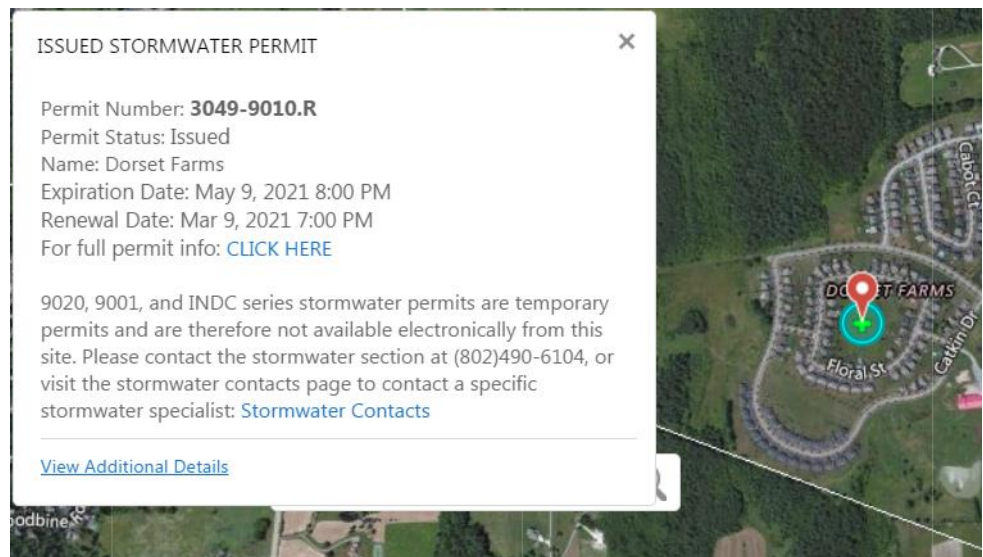 ISSUED STORMWATER PERMIT
×
Permit Number: 3049-9010.R
Permit Status: Issued
Name: Dorset Farms
Expiration Date: May 9, 2021 8:00 PM
Renewal Date: Mar 9, 2021 7:00 PM
For full permit info: CLICK HERE
9020, 9001, and INDC series stormwater permits are temporary
permits and are therefore not available electronically from this
site. Please contact the stormwater section at (802)490-6104, or
visit the stormwater contacts page to contact a specific
stormwater specialist: Stormwater Contacts
View Additional Details
Cabot Ct
FARMS
Catkin Dr
Floral St